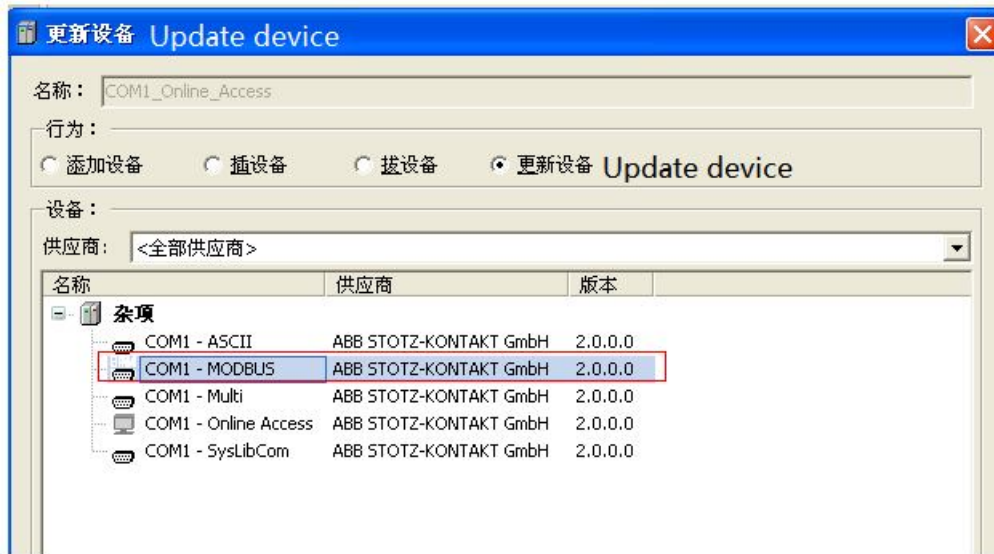 更新设备 Update device
名称： COM1_Online_Access
行为：
添加设备 插设备 拔设备 更新设备 Update device
设备：
供应商: <全部供应商>
名称 供应商 版本
杂项
COM1 - ASCII ABB STOTZ-KONTAKT GmbH 2.0.0.0
COM1 - MODBUS ABB STOTZ-KONTAKT GmbH 2.0.0.0
COM1 - Multi ABB STOTZ-KONTAKT GmbH 2.0.0.0
COM1 - Online Access ABB STOTZ-KONTAKT GmbH 2.0.0.0
COM1 - SysLibCom ABB STOTZ-KONTAKT GmbH 2.0.0.0